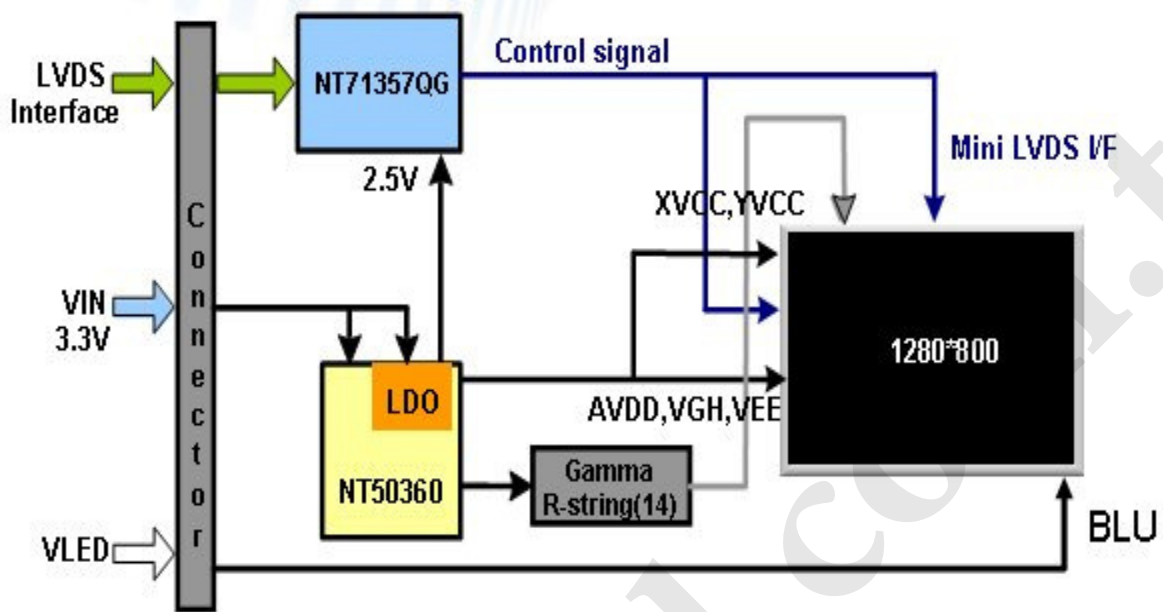 LVDS
Interface
NT71357QG
Control signal
Mini LVDS I/F
2.5V
XVCC,YVCC
Connector
VIN
3.3V
1280*800
LDO
AVDD,VGH,VEE
NT50360
Gamma
R-string(14)
VLED
BLU